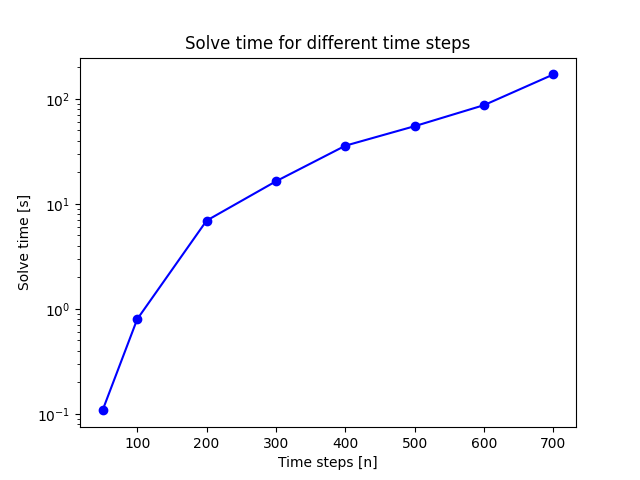 Solve time for different time steps
Solve time [s]
10²
10¹
10⁰
10⁻¹
100 200 300 400 500 600 700
Time steps [n]